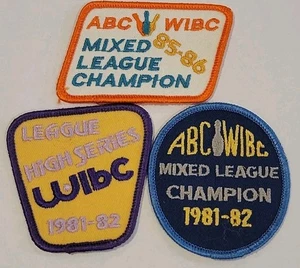 ABC WIBC
85-86
MIXED
LEAGUE
CHAMPION
LEAGUE
HIGH SERIES
WIbc
1981-82
ABC WIBC
MIXED LEAGUE
CHAMPION
1981-82